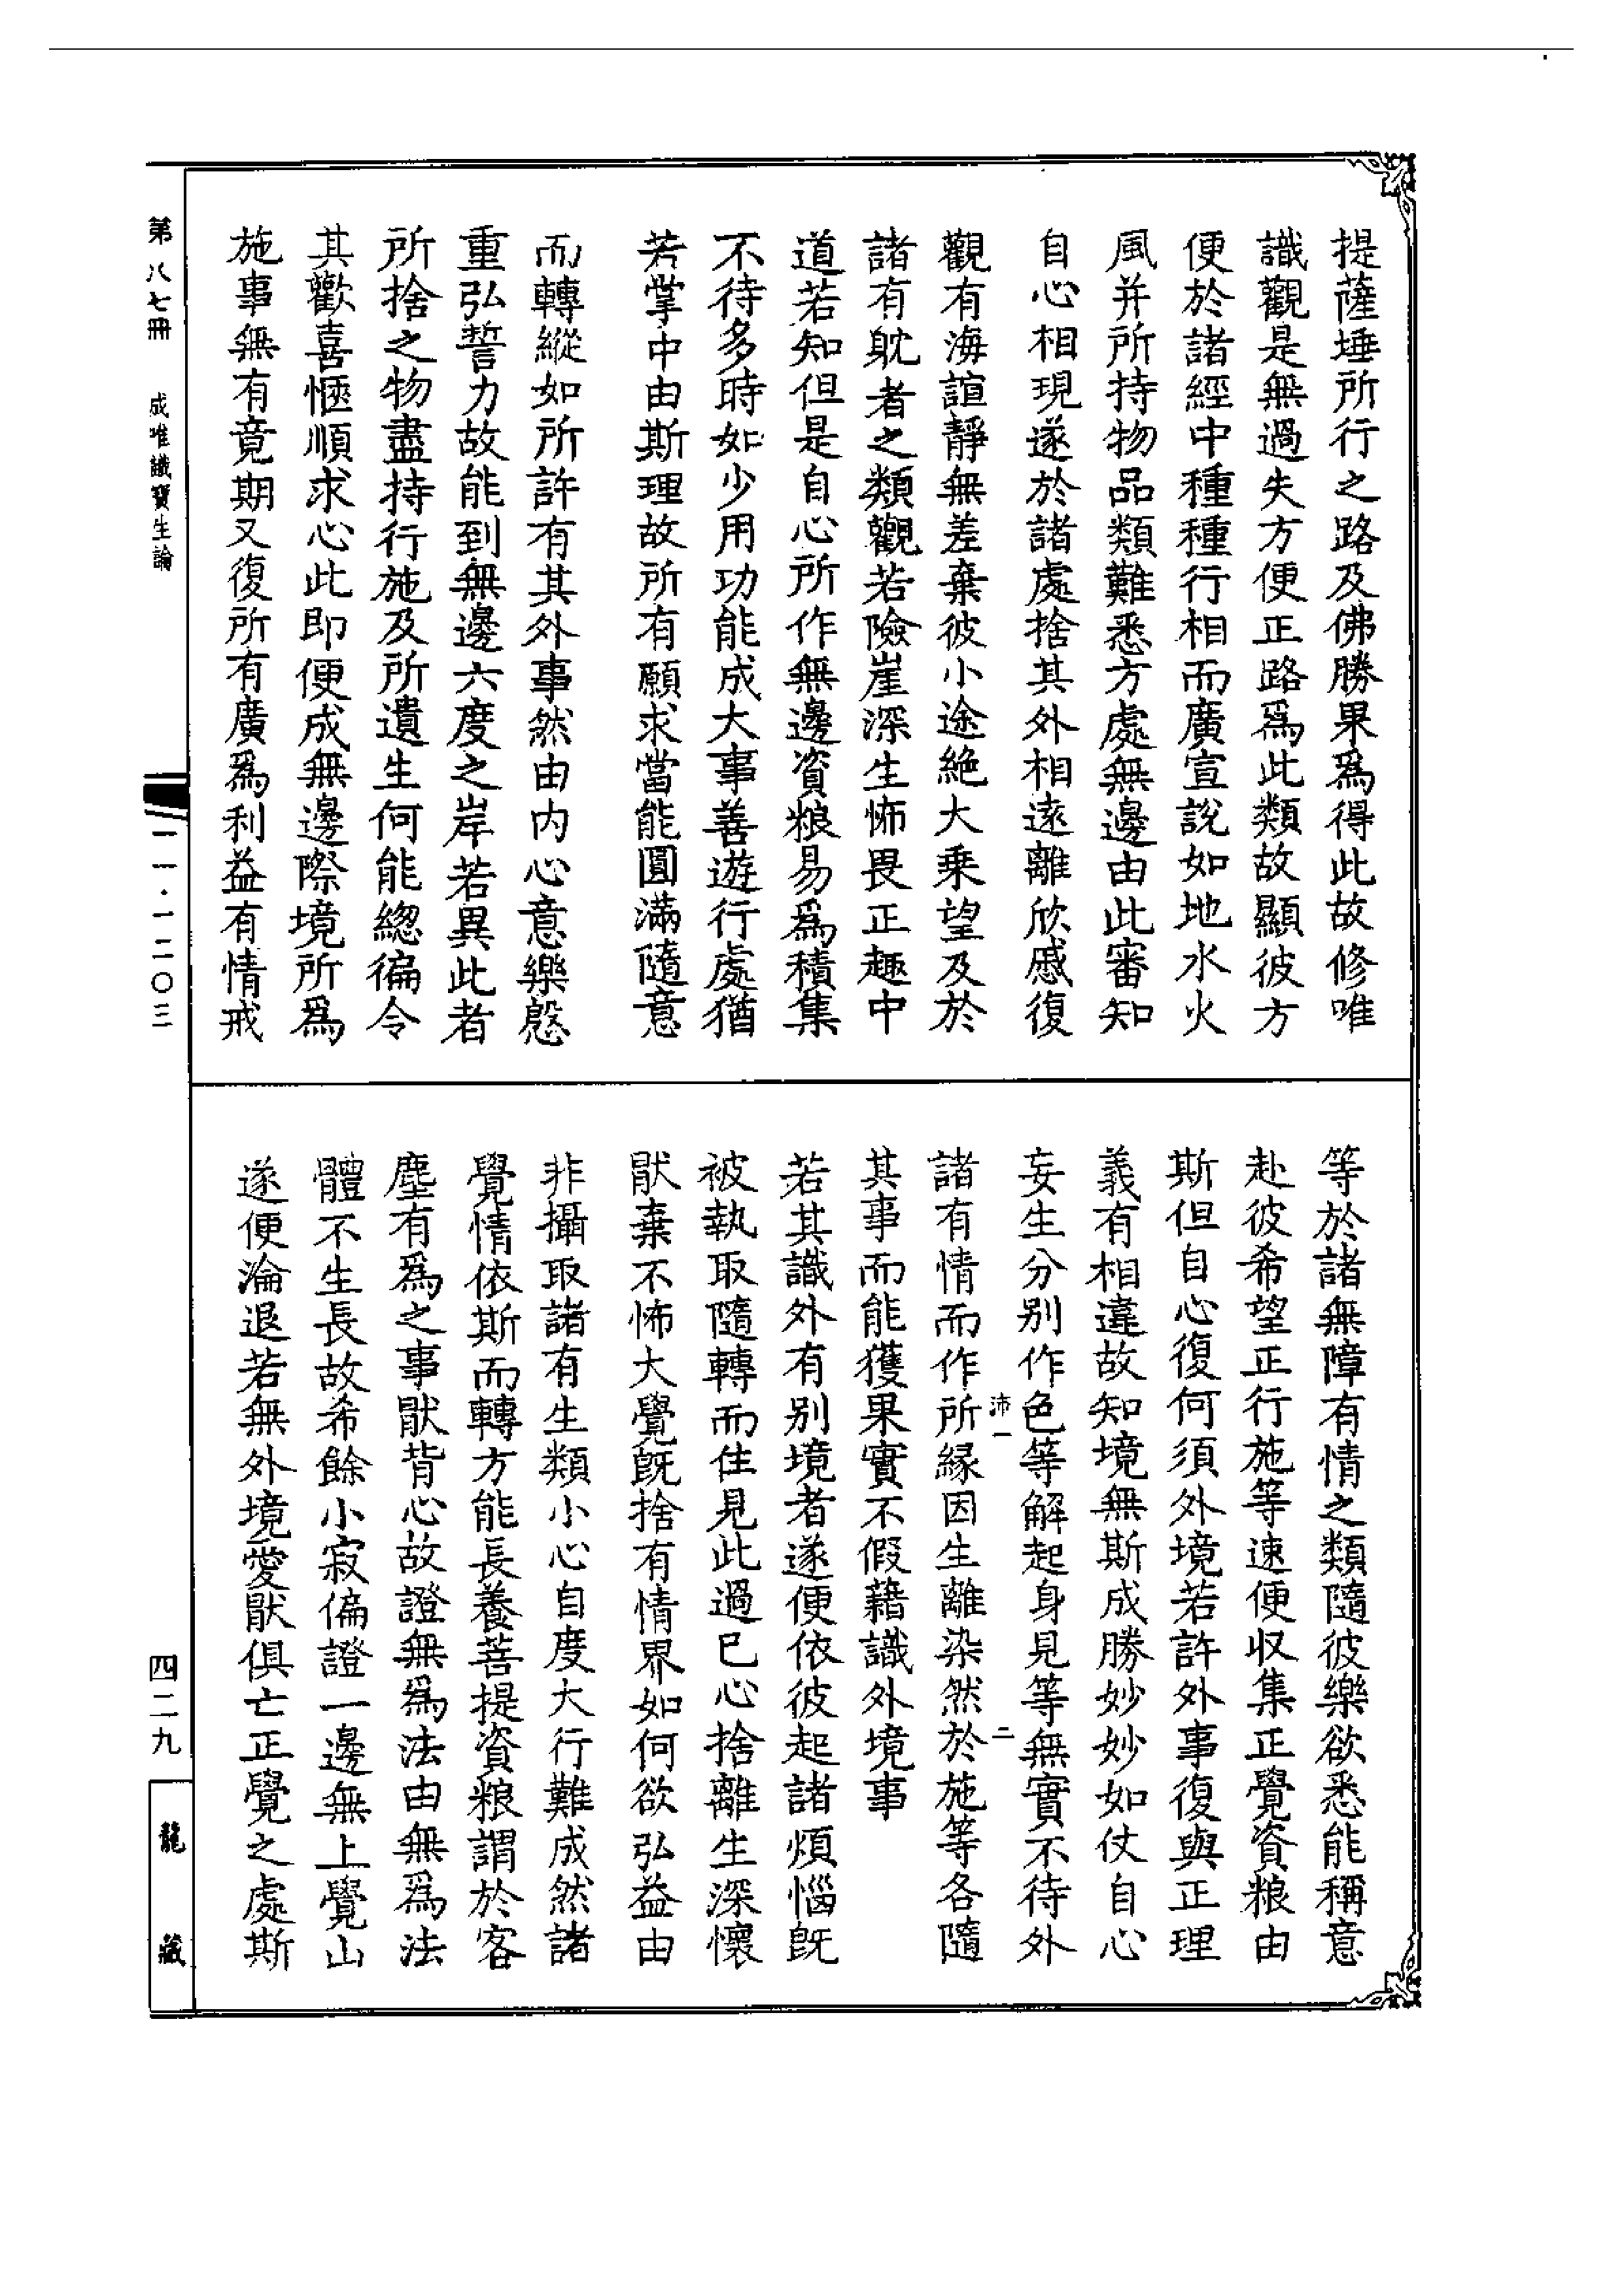 提薩埵所行之路及佛勝果爲得此故修唯
識觀是無過失方便正路爲此類故顯彼方
便於諸經中種種行相而廣宣說如地水火
風并所持物品類難悉方處無邊由此審知
自心相現遂於諸處捨其外相遠離欣慼復
觀有海諠靜無差棄彼小途絶大乘望及於
諸有躭者之類觀若險崖深生怖畏正趣中
道若知但是自心所作無邊資粮易爲積集
不待多時如少用功能成大事善遊行處猶
若掌中由斯理故所有願求當能圓滿隨意
而轉縱如所許有其外事然由內心意樂慇
重弘誓力故能到無邊六度之岸若異此者
所捨之物盡持行施及所遺生何能總徧令
其歡喜愜順求心此即便成無邊際境所爲
施事無有竟期又復所有廣爲利益有情戒
等於諸無障有情之類隨彼樂欲悉能稱意
赴彼希望正行施等速便收集正覺資粮由
斯但自心復何須外境若許外事復與正理
義有相違故知境無斯成勝妙妙如仗自心
妄生分別作色等解起身見等無實不待外
諸有情而作所緣因生離染然於施等各隨
其事而能獲果實不假藉識外境事
若其識外有別境者遂便依彼起諸煩惱既
被執取隨轉而住見此過已心捨離生深懷
猒棄不怖大覺既捨有情界如何欲弘益由
非攝取諸有生類小心自度大行難成然諸
覺情依斯而轉方能長養菩提資粮謂於客
塵有爲之事猒背心故證無爲法由無爲法
體不生長故希餘小寂偏證一邊無上覺山
遂便淪退若無外境愛猒俱亡正覺之處斯
沛一
二
第八七冊
成唯識寶生論
一一·一二〇三
四二九
龍藏